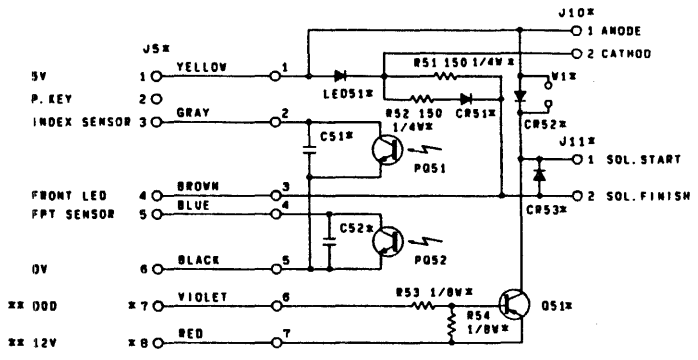 J10*
1 ANODE
2 CATHOD
J5*
5V 1 YELLOW 1
R51 150 1/4W*
W1*
LED51*
P.KEY 2
R52 150
1/4W*
CR51*
CR52*
INDEX SENSOR 3 GRAY 2
C51*
PQ51
J11*
1 SOL.START
FRONT LED 4 BROWN 3
2 SOL.FINISH
CR53*
FPT SENSOR 5 BLUE 4
C52*
PQ52
0V 6 BLACK 5
** OOD *7 VIOLET 6
R53 1/8W*
Q51*
R54
1/8W*
** 12V *8 RED 7